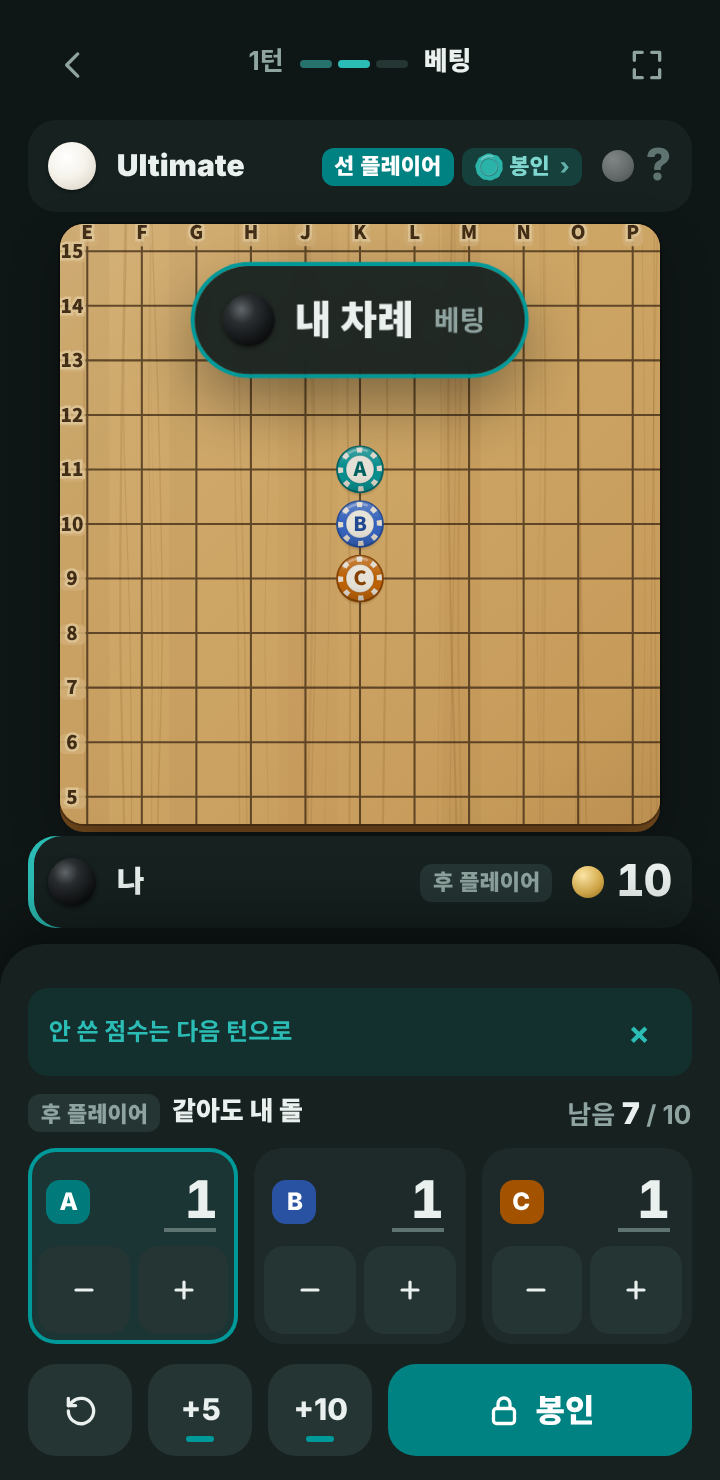 1턴 베팅
Ultimate 선 플레이어 봉인 › ?
E F G H J K L M N O P
15
14
내 차례 베팅
13
12
11 A
10 B
9 C
8
7
6
5
나 후 플레이어 10
안 쓴 점수는 다음 턴으로 ×
후 플레이어 같아도 내 돌 남음 7 / 10
A 1 B 1 C 1
− + − + − +
+5 +10 봉인